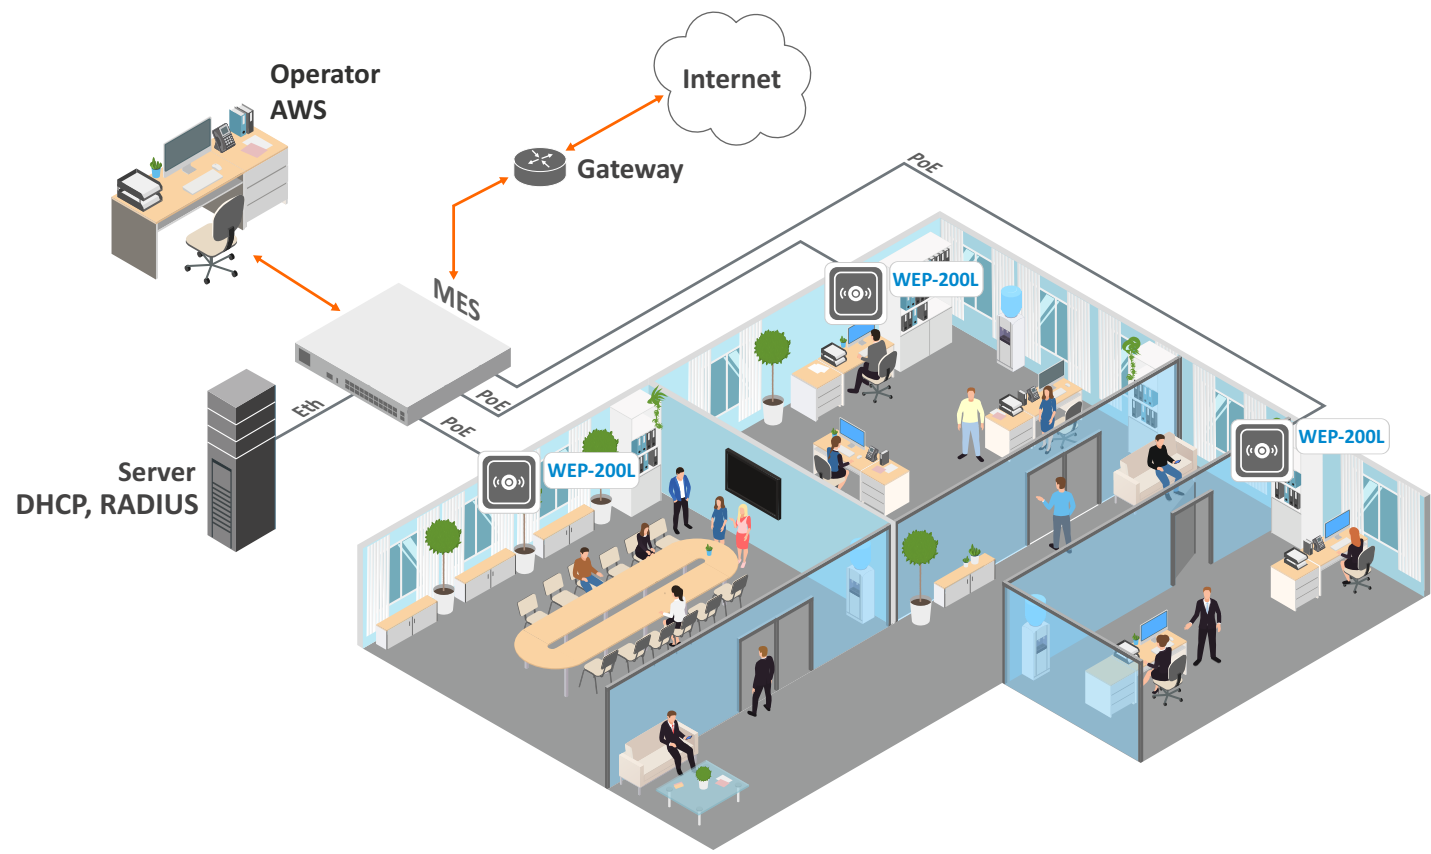 Operator
AWS
Internet
Gateway
PoE
MES
WEP-200L
Eth
PoE
PoE
WEP-200L
WEP-200L
Server
DHCP, RADIUS